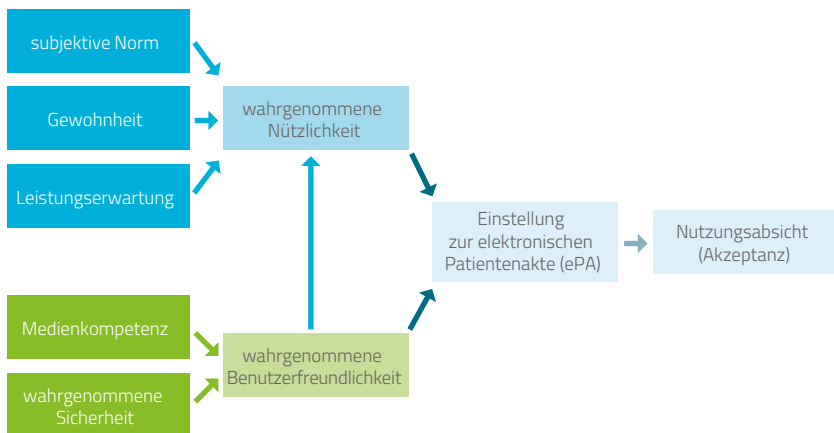 subjektive Norm
Gewohnheit
Leistungserwartung
wahrgenommene
Nützlichkeit
Einstellung
zur elektronischen
Patientenakte (ePA)
Nutzungsabsicht
(Akzeptanz)
Medienkompetenz
wahrgenommene
Sicherheit
wahrgenommene
Benutzerfreundlichkeit